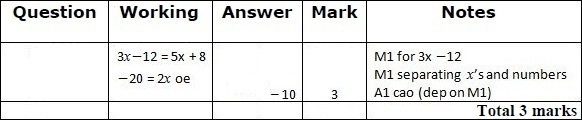 Question Working Answer Mark Notes
3x−12 = 5x + 8 M1 for 3x −12
−20 = 2x oe M1 separating x's and numbers
−10 3 A1 cao (dep on M1)
Total 3 marks